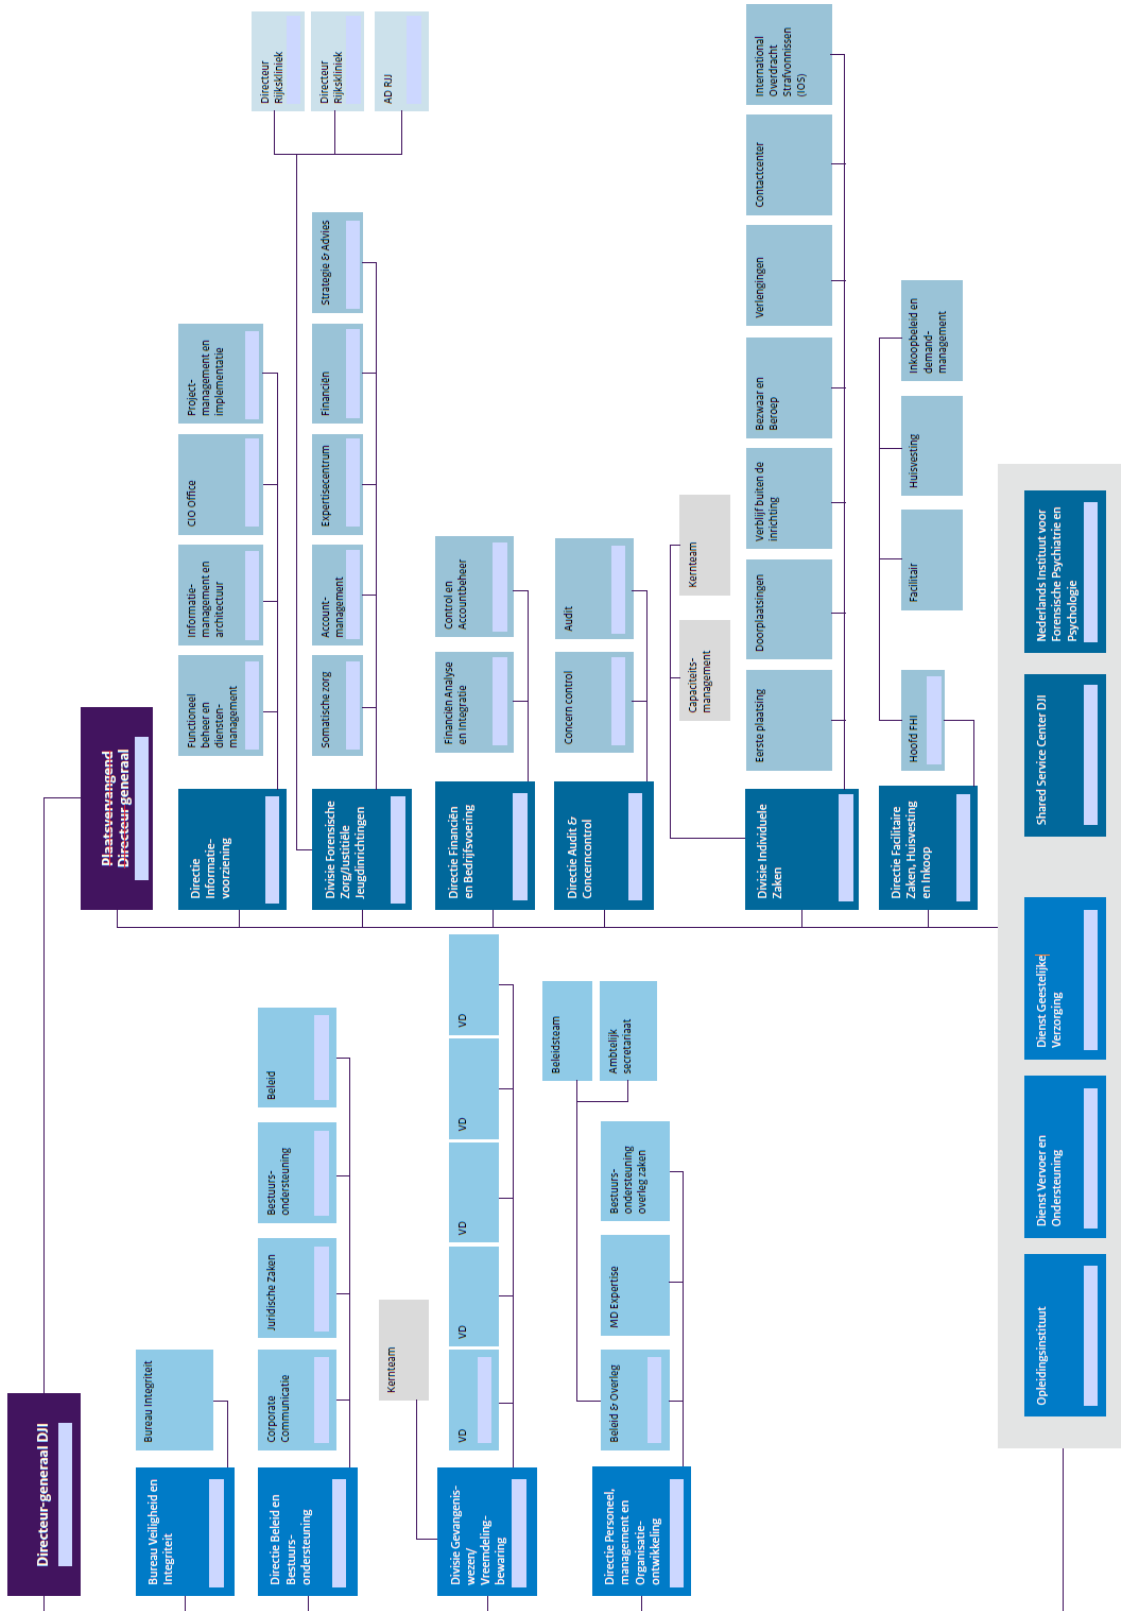 Directeur-generaal DJI
Plaatsvervangend
Directeur generaal
Bureau Veiligheid en
Integriteit
Bureau Integriteit
Directie Beleid en
Bestuurs-
ondersteuning
Corporate
Communicatie
Juridische Zaken
Bestuurs-
ondersteuning
Beleid
Divisie Gevangenis-
wezen/
Vreemdeling-
bewaring
Kernteam
VD
VD
VD
VD
VD
Directie Personeel,
management en
Organisatie-
ontwikkeling
Beleid & Overleg
MD Expertise
Bestuurs-
ondersteuning
overleg zaken
Beleidsteam
Ambtelijk
secretariaat
Directie
Informatie-
voorziening
Functioneel
beheer en
diensten-
management
Informatie-
management en
architectuur
CIO Office
Project-
management en
implementatie
Divisie Forensische
Zorg/Justitiële
Jeugdinrichtingen
Somatische zorg
Account-
management
Expertisecentrum
Financiën
Strategie & Advies
Directeur
Rijkskliniek
Directeur
Rijkskliniek
AD RJJ
Directie Financiën
en Bedrijfsvoering
Financiën Analyse
en Integratie
Control en
Accountbeheer
Directie Audit &
Concerncontrol
Concern control
Audit
Divisie Individuele
Zaken
Capaciteits-
management
Kernteam
Eerste plaatsing
Doorplaatsingen
Verblijf buiten de
inrichting
Bezwaar en
Beroep
Verlengingen
Contactcenter
International
Overdracht
Strafvonnissen
(IOS)
Directie Facilitaire
Zaken, Huisvesting
en Inkoop
Hoofd FHI
Facilitair
Huisvesting
Inkoopbeleid en
demand-
management
Opleidingsinstituut
Dienst Vervoer en
Ondersteuning
Dienst Geestelijke
Verzorging
Shared Service Center DJI
Nederlands Instituut voor
Forensische Psychiatrie en
Psychologie